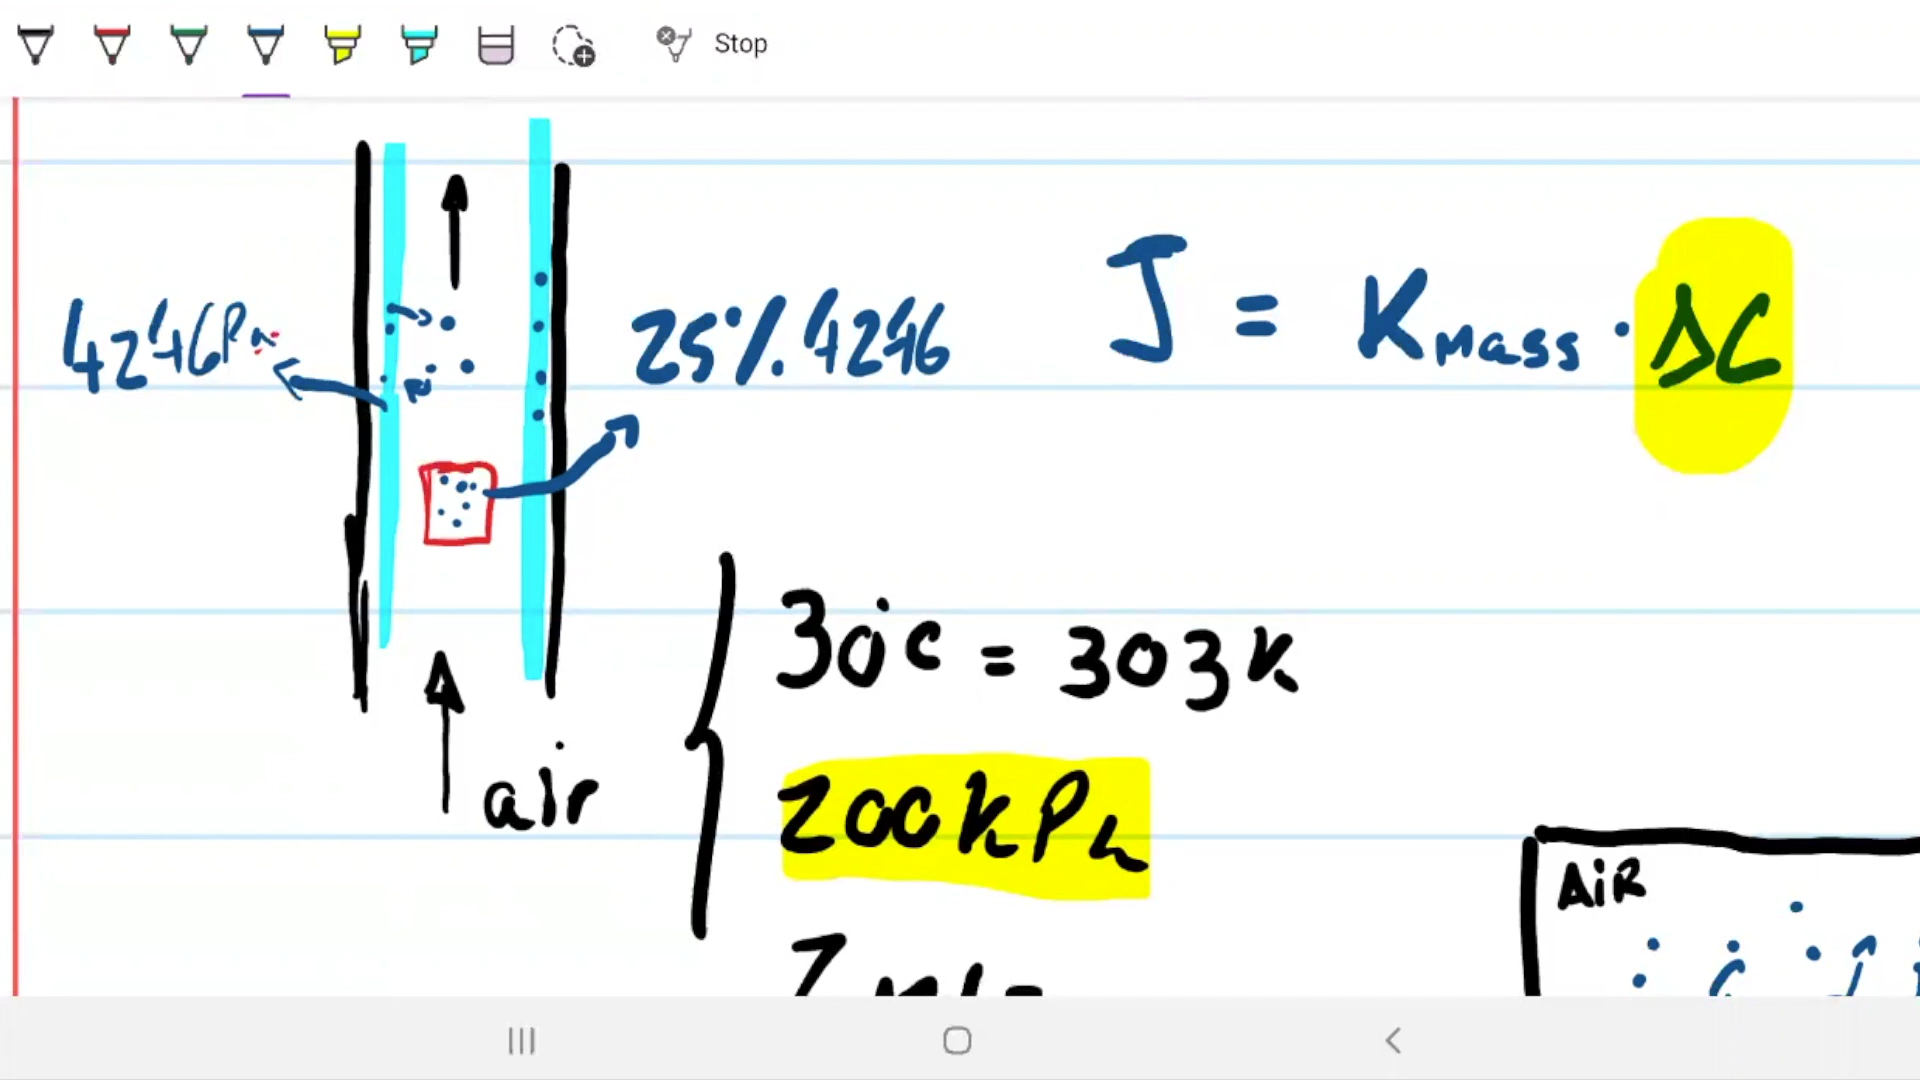 Stop
4246Pa
25%.4246
J = Kmass · ΔC
30°C = 303K
200kPa
air
AiR